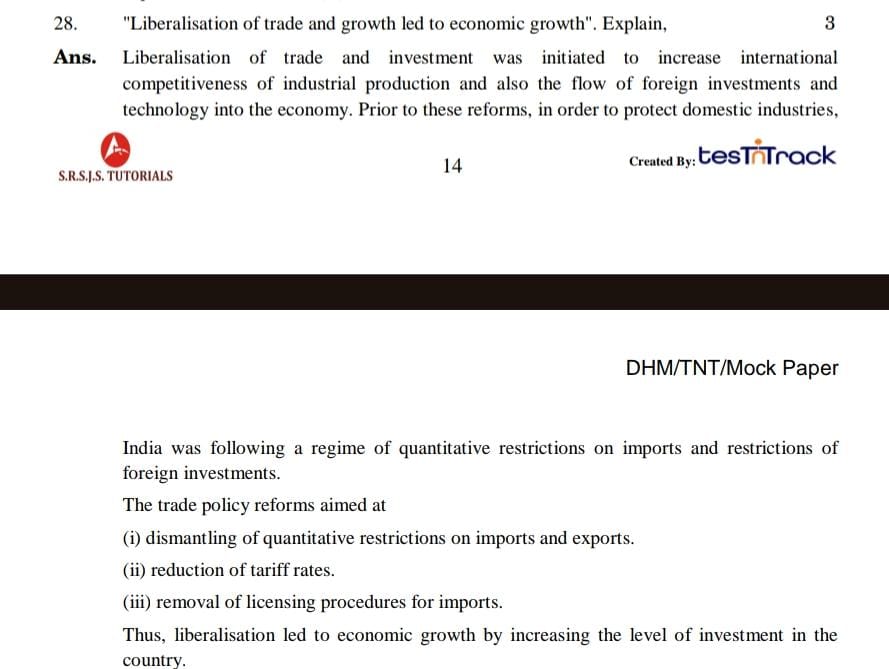 28. "Liberalisation of trade and growth led to economic growth". Explain, 3
Ans. Liberalisation of trade and investment was initiated to increase international
competitiveness of industrial production and also the flow of foreign investments and
technology into the economy. Prior to these reforms, in order to protect domestic industries,
S.R.S.J.S. TUTORIALS
14
Created By: tesTnTrack
DHM/TNT/Mock Paper
India was following a regime of quantitative restrictions on imports and restrictions of
foreign investments.
The trade policy reforms aimed at
(i) dismantling of quantitative restrictions on imports and exports.
(ii) reduction of tariff rates.
(iii) removal of licensing procedures for imports.
Thus, liberalisation led to economic growth by increasing the level of investment in the
country.